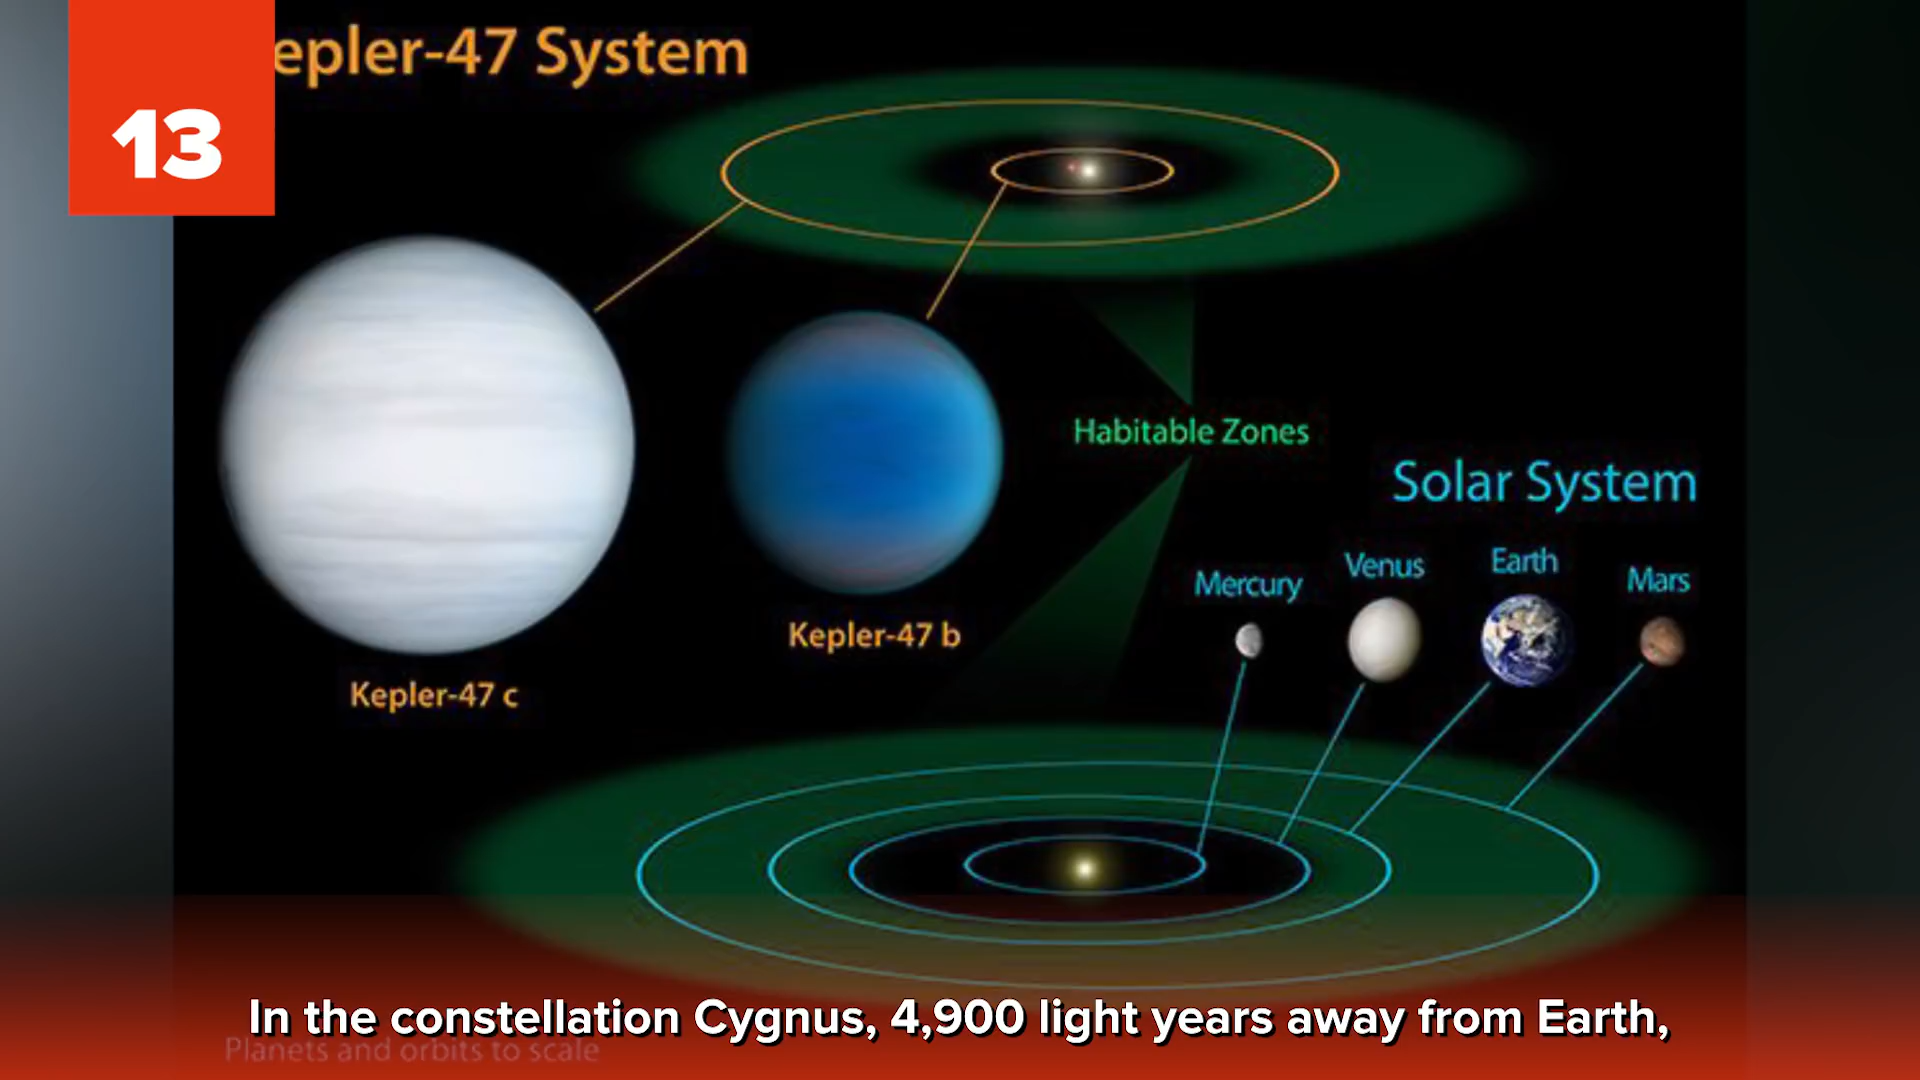 epler-47 System
13
Habitable Zones
Solar System
Mercury
Venus
Earth
Mars
Kepler-47 b
Kepler-47 c
In the constellation Cygnus, 4,900 light years away from Earth,
Planets and orbits to scale